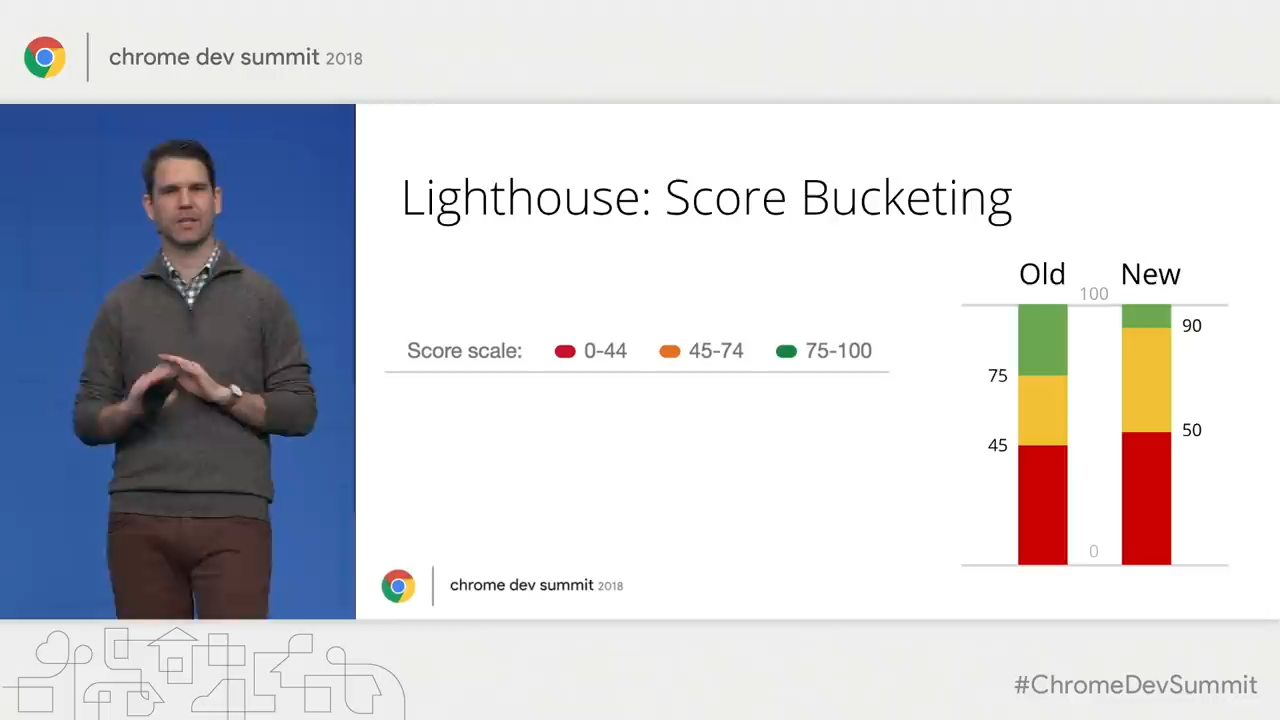 chrome dev summit 2018
Lighthouse: Score Bucketing
Old New
100
90
Score scale: 0-44 45-74 75-100
75
50
45
0
chrome dev summit 2018
#ChromeDevSummit